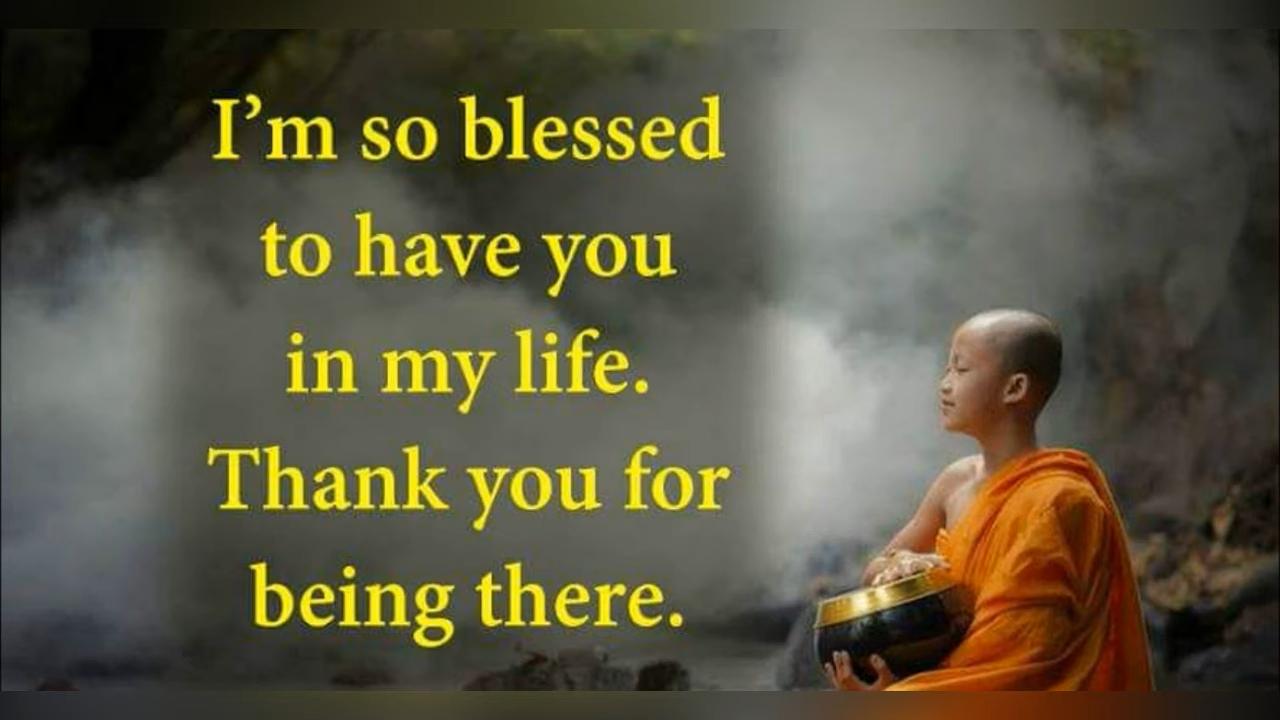 I’m so blessed
to have you
in my life.
Thank you for
being there.